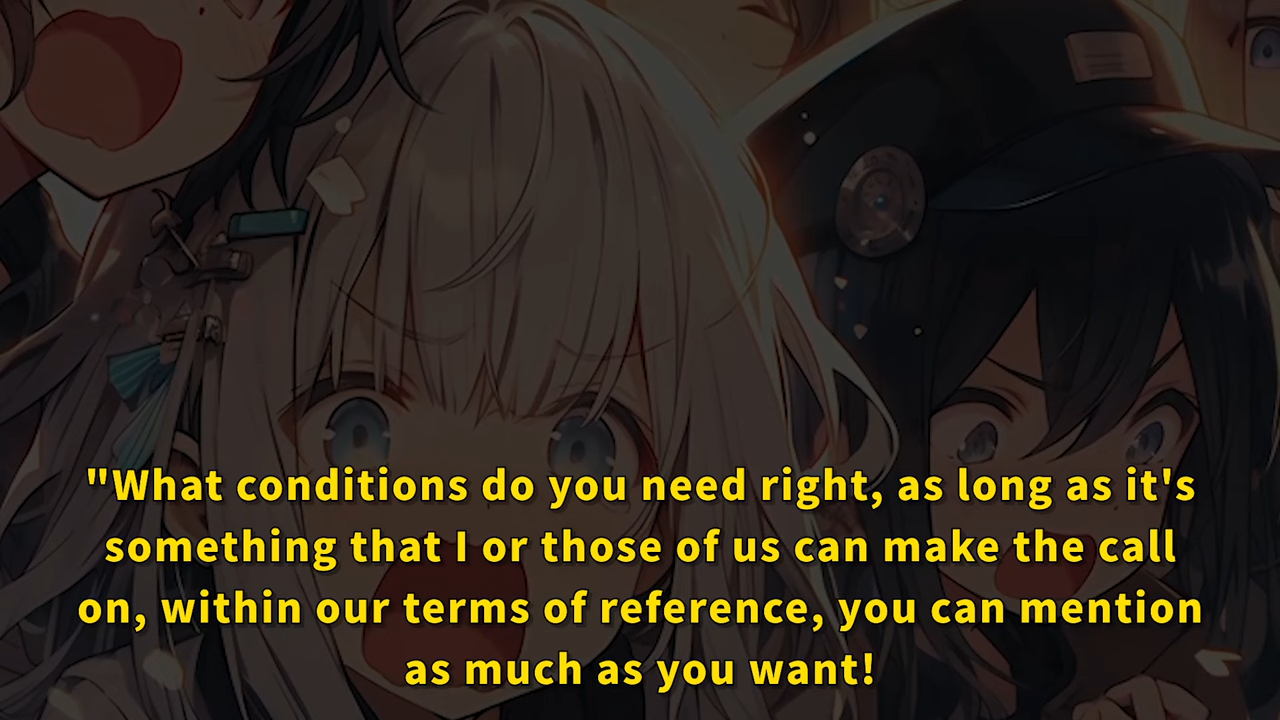 "What conditions do you need right, as long as it's
something that I or those of us can make the call
on, within our terms of reference, you can mention
as much as you want!